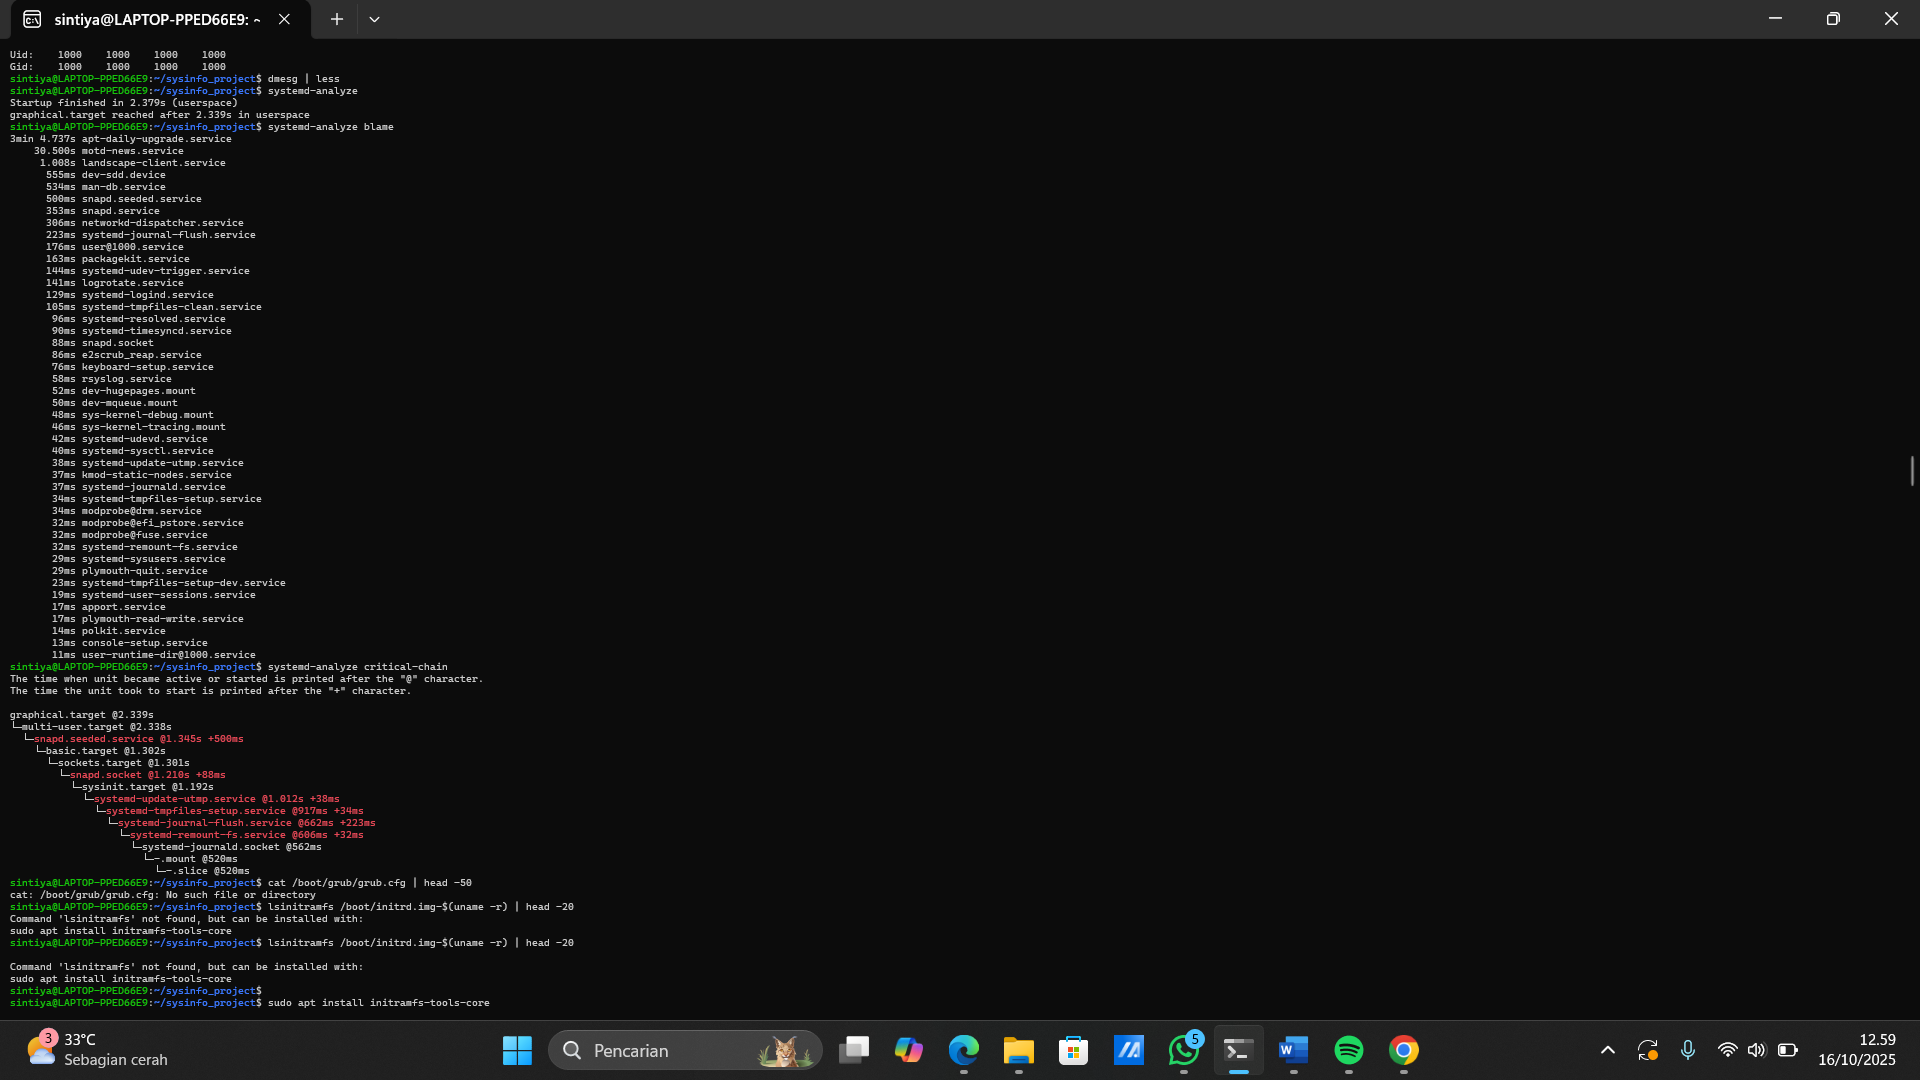 sintiya@LAPTOP-PPED66E9: ~
Uid:    1000    1000    1000    1000
Gid:    1000    1000    1000    1000
sintiya@LAPTOP-PPED66E9:~/sysinfo_project$ dmesg | less
sintiya@LAPTOP-PPED66E9:~/sysinfo_project$ systemd-analyze
Startup finished in 2.379s (userspace)
graphical.target reached after 2.339s in userspace
sintiya@LAPTOP-PPED66E9:~/sysinfo_project$ systemd-analyze blame
3min 4.737s apt-daily-upgrade.service
    30.500s motd-news.service
     1.008s landscape-client.service
      555ms dev-sdd.device
      534ms man-db.service
      500ms snapd.seeded.service
      353ms snapd.service
      306ms networkd-dispatcher.service
      223ms systemd-journal-flush.service
      176ms user@1000.service
      163ms packagekit.service
      144ms systemd-udev-trigger.service
      141ms logrotate.service
      129ms systemd-logind.service
      105ms systemd-tmpfiles-clean.service
       96ms systemd-resolved.service
       90ms systemd-timesyncd.service
       88ms snapd.socket
       86ms e2scrub_reap.service
       76ms keyboard-setup.service
       58ms rsyslog.service
       52ms dev-hugepages.mount
       50ms dev-mqueue.mount
       48ms sys-kernel-debug.mount
       46ms sys-kernel-tracing.mount
       42ms systemd-udevd.service
       40ms systemd-sysctl.service
       38ms systemd-update-utmp.service
       37ms kmod-static-nodes.service
       37ms systemd-journald.service
       34ms systemd-tmpfiles-setup.service
       34ms modprobe@drm.service
       32ms modprobe@efi_pstore.service
       32ms modprobe@fuse.service
       32ms systemd-remount-fs.service
       29ms systemd-sysusers.service
       29ms plymouth-quit.service
       23ms systemd-tmpfiles-setup-dev.service
       19ms systemd-user-sessions.service
       17ms apport.service
       17ms plymouth-read-write.service
       14ms polkit.service
       13ms console-setup.service
       11ms user-runtime-dir@1000.service
sintiya@LAPTOP-PPED66E9:~/sysinfo_project$ systemd-analyze critical-chain
The time when unit became active or started is printed after the "@" character.
The time the unit took to start is printed after the "+" character.
graphical.target @2.339s
└─multi-user.target @2.338s
  └─snapd.seeded.service @1.345s +500ms
    └─basic.target @1.302s
      └─sockets.target @1.301s
        └─snapd.socket @1.210s +88ms
          └─sysinit.target @1.192s
            └─systemd-update-utmp.service @1.012s +38ms
              └─systemd-tmpfiles-setup.service @917ms +34ms
                └─systemd-journal-flush.service @662ms +223ms
                  └─systemd-remount-fs.service @606ms +32ms
                    └─systemd-journald.socket @562ms
                      └─-.mount @520ms
                        └─-.slice @520ms
sintiya@LAPTOP-PPED66E9:~/sysinfo_project$ cat /boot/grub/grub.cfg | head -50
cat: /boot/grub/grub.cfg: No such file or directory
sintiya@LAPTOP-PPED66E9:~/sysinfo_project$ lsinitramfs /boot/initrd.img-$(uname -r) | head -20
Command 'lsinitramfs' not found, but can be installed with:
sudo apt install initramfs-tools-core
sintiya@LAPTOP-PPED66E9:~/sysinfo_project$ lsinitramfs /boot/initrd.img-$(uname -r) | head -20
Command 'lsinitramfs' not found, but can be installed with:
sudo apt install initramfs-tools-core
sintiya@LAPTOP-PPED66E9:~/sysinfo_project$
sintiya@LAPTOP-PPED66E9:~/sysinfo_project$ sudo apt install initramfs-tools-core
3
33°C
Sebagian cerah
Pencarian
5
12.59
16/10/2025